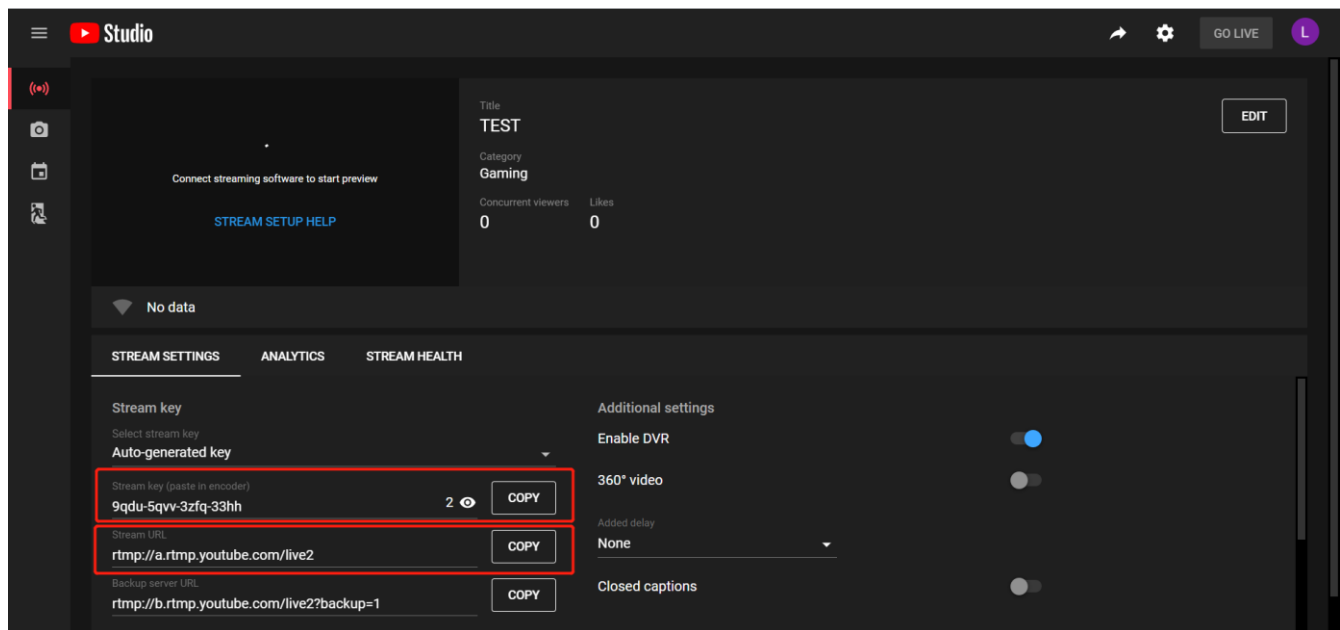 Studio
GO LIVE
L
Title
TEST
EDIT
Category
Gaming
Connect streaming software to start preview
STREAM SETUP HELP
Concurrent viewers Likes
0 0
No data
STREAM SETTINGS ANALYTICS STREAM HEALTH
Stream key
Select stream key
Auto-generated key
Stream key (paste in encoder)
9qdu-5qvv-3zfq-33hh 2 COPY
Stream URL
rtmp://a.rtmp.youtube.com/live2 COPY
Backup server URL
rtmp://b.rtmp.youtube.com/live2?backup=1 COPY
Additional settings
Enable DVR
360° video
Added delay
None
Closed captions